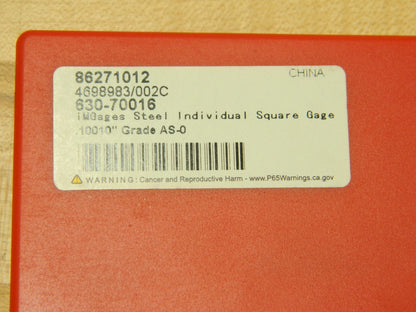 86271012
CHINA
4698983/002C
630-70016
iMGages Steel Individual Square Gage
.10010" Grade AS-0
WARNING: Cancer and Reproductive Harm - www.P65Warnings.ca.gov